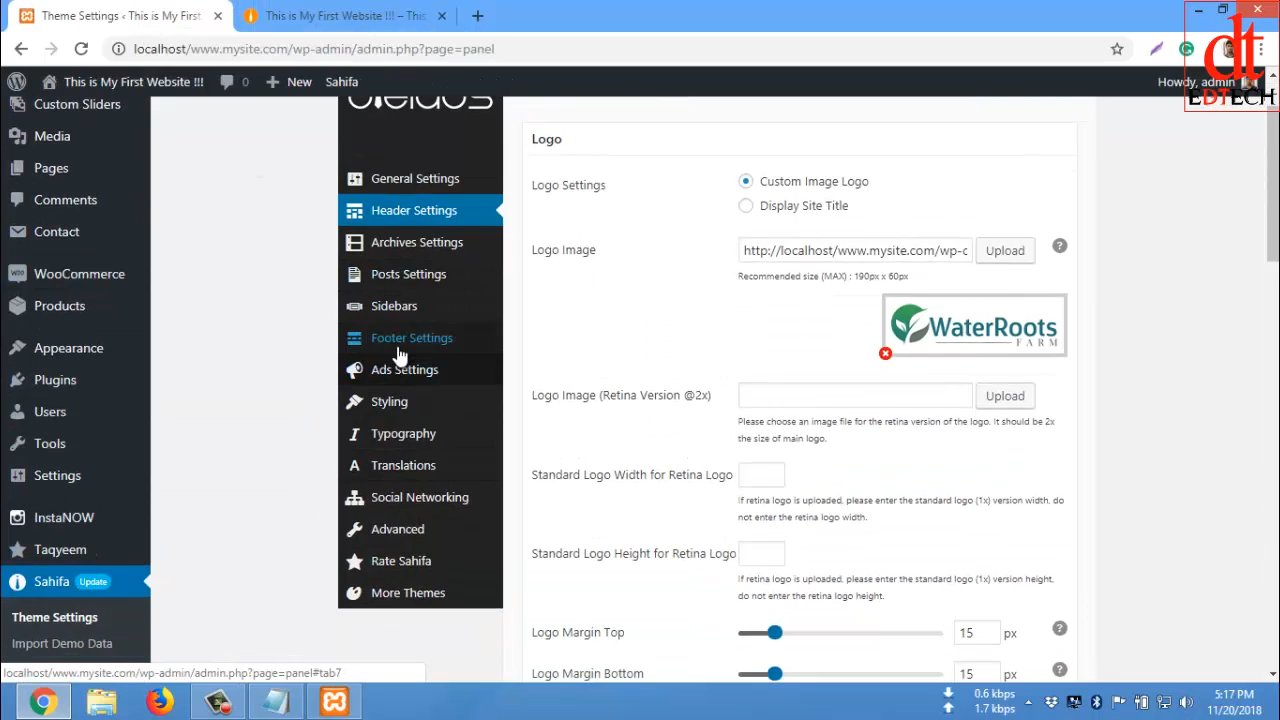 Theme Settings ‹ This is My First
This is My First Website !!! – This
localhost/www.mysite.com/wp-admin/admin.php?page=panel
dt
EDTECH
This is My First Website !!!
0
New
Sahifa
Howdy, admin
Custom Sliders
Media
Pages
Comments
Contact
WooCommerce
Products
Appearance
Plugins
Users
Tools
Settings
InstaNOW
Taqyeem
Sahifa Update
Theme Settings
Import Demo Data
General Settings
Header Settings
Archives Settings
Posts Settings
Sidebars
Footer Settings
Ads Settings
Styling
Typography
Translations
Social Networking
Advanced
Rate Sahifa
More Themes
Logo
Logo Settings
Custom Image Logo
Display Site Title
Logo Image
http://localhost/www.mysite.com/wp-c
Upload
Recommended size (MAX) : 190px x 60px
WaterRoots
FARM
Logo Image (Retina Version @2x)
Upload
Please choose an image file for the retina version of the logo. It should be 2x
the size of main logo.
Standard Logo Width for Retina Logo
If retina logo is uploaded, please enter the standard logo (1x) version width, do
not enter the retina logo width.
Standard Logo Height for Retina Logo
If retina logo is uploaded, please enter the standard logo (1x) version height,
do not enter the retina logo height.
Logo Margin Top
15 px
Logo Margin Bottom
15 px
localhost/www.mysite.com/wp-admin/admin.php?page=panel#tab7
0.6 kbps
1.7 kbps
5:17 PM
11/20/2018